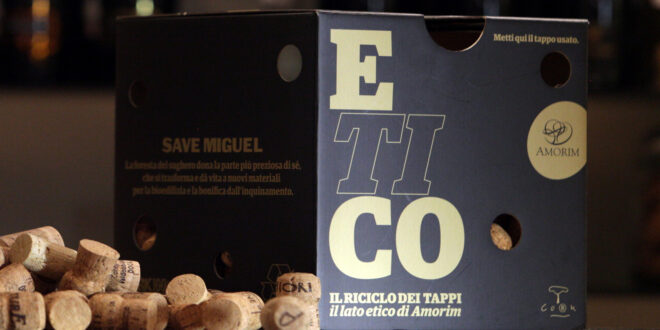 SAVE MIGUEL
La foresta del sughero dona la parte più preziosa di sé,
che si trasforma e dà vita a nuovi materiali
per la bioedilizia e la bonifica dall'inquinamento.
Metti qui il tappo usato.
E
TI
CO
AMORIM
IL RICICLO DEI TAPPI
il lato etico di Amorim